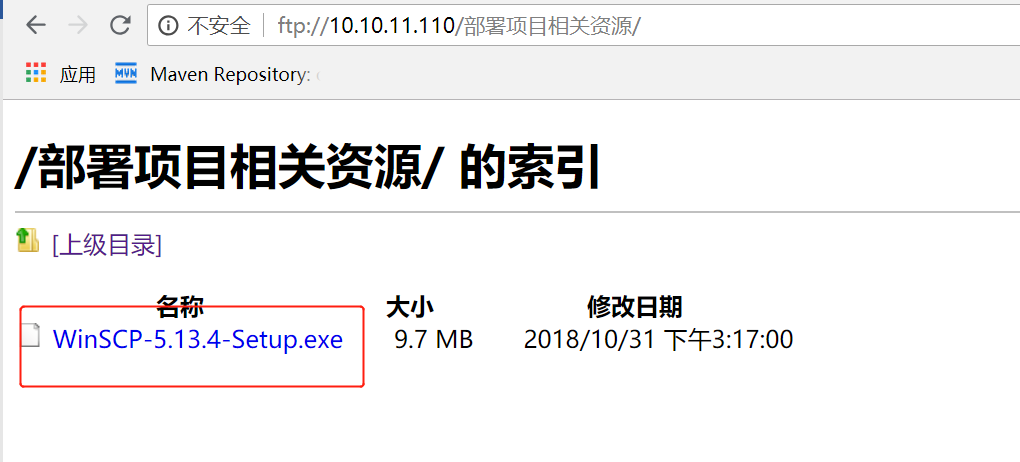 不安全 ftp://10.10.11.110/部署项目相关资源/
应用 Maven Repository:
/部署项目相关资源/ 的索引
[上级目录]
名称 大小 修改日期
WinSCP-5.13.4-Setup.exe 9.7 MB 2018/10/31 下午3:17:00